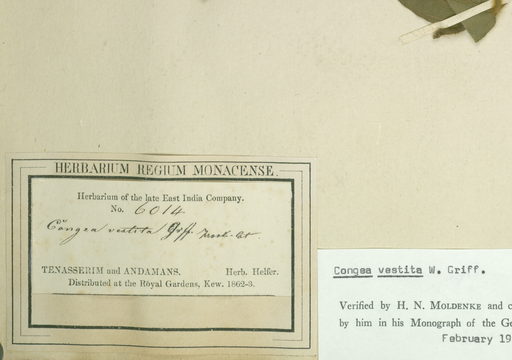 HERBARIUM REGIUM MONACENSE.
Herbarium of the late East India Company.
No. 6014
Congea vestita Griff.
TENASSERIM and ANDAMANS. Herb. Helfer.
Distributed at the Royal Gardens, Kew. 1862-3.
Congea vestita W. Griff.
Verified by H. N. MOLDENKE and c
by him in his Monograph of the Ge
February 19